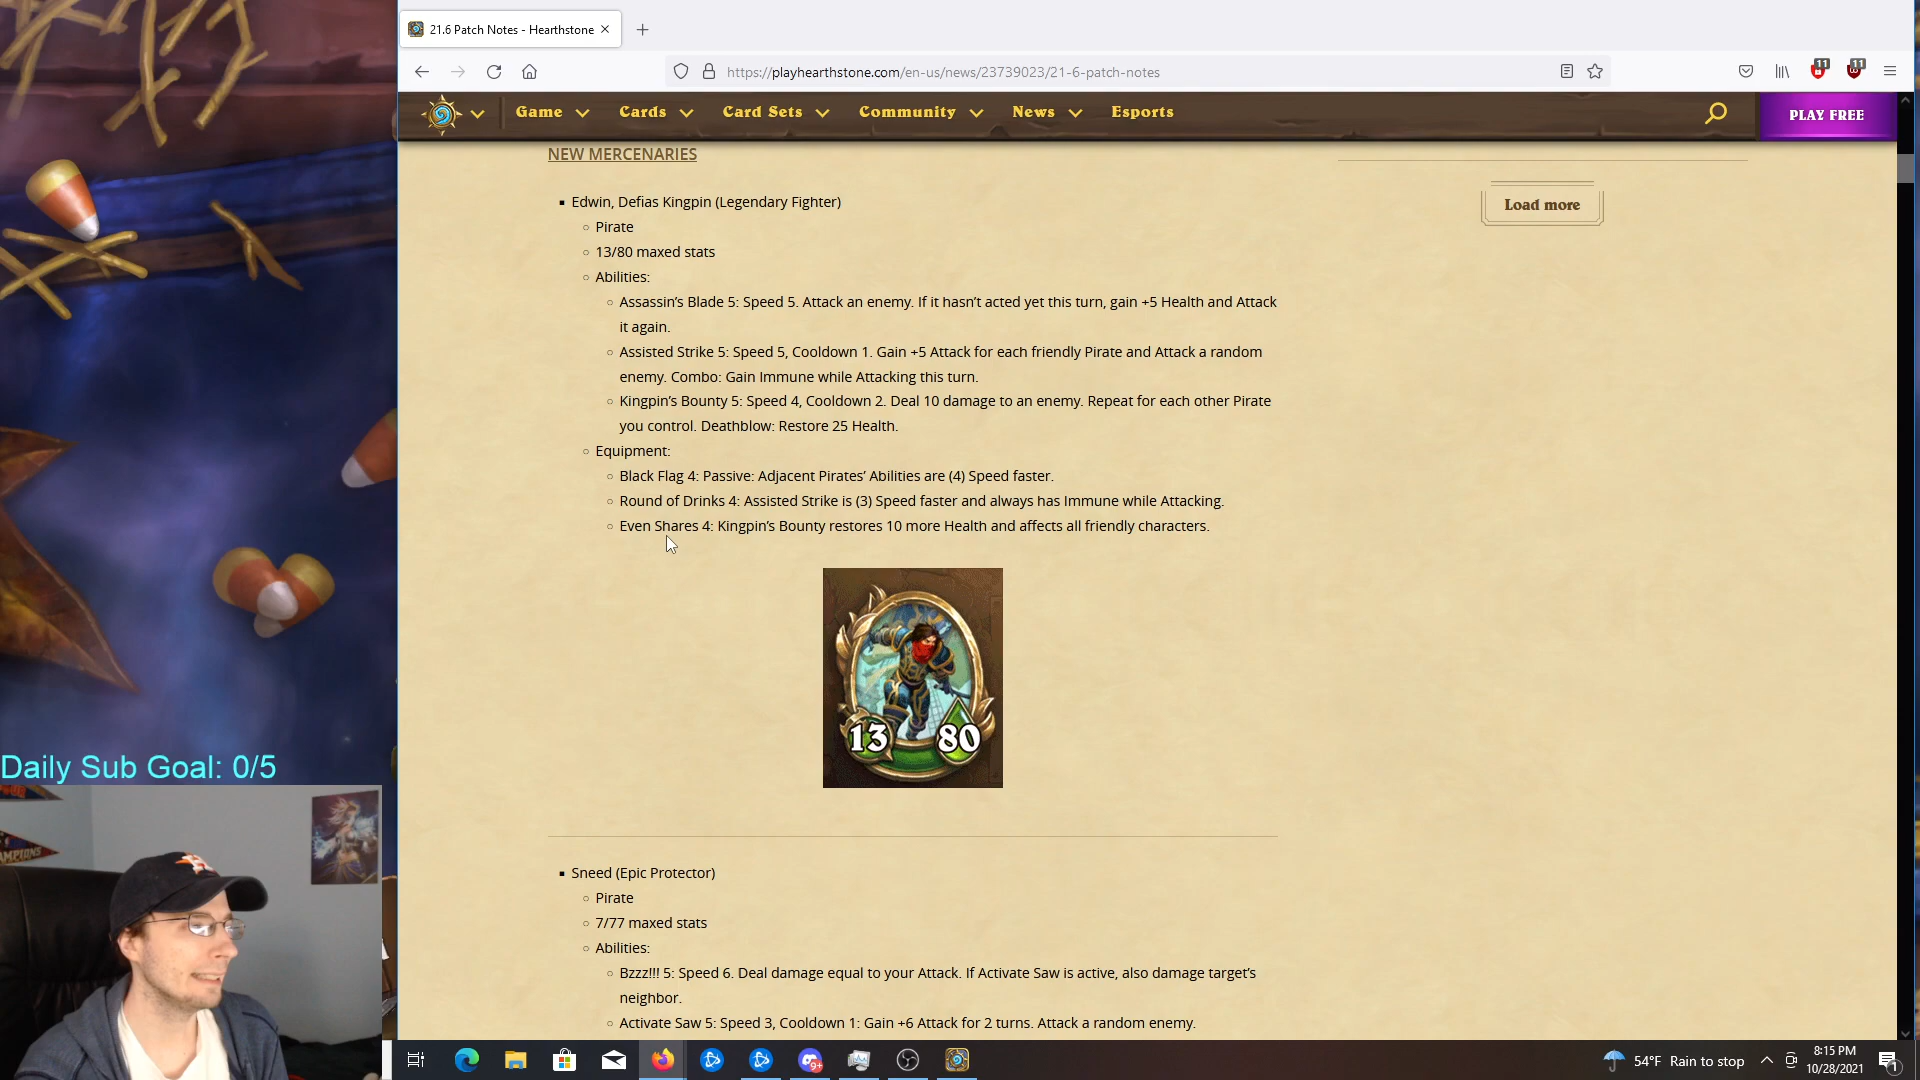 21.6 Patch Notes - Hearthstone
https://playhearthstone.com/en-us/news/23739023/21-6-patch-notes
11
11
Game
Cards
Card Sets
Community
News
Esports
PLAY FREE
NEW MERCENARIES
Load more
Edwin, Defias Kingpin (Legendary Fighter)
Pirate
13/80 maxed stats
Abilities:
Assassin’s Blade 5: Speed 5. Attack an enemy. If it hasn’t acted yet this turn, gain +5 Health and Attack
it again.
Assisted Strike 5: Speed 5, Cooldown 1. Gain +5 Attack for each friendly Pirate and Attack a random
enemy. Combo: Gain Immune while Attacking this turn.
Kingpin’s Bounty 5: Speed 4, Cooldown 2. Deal 10 damage to an enemy. Repeat for each other Pirate
you control. Deathblow: Restore 25 Health.
Equipment:
Black Flag 4: Passive: Adjacent Pirates’ Abilities are (4) Speed faster.
Round of Drinks 4: Assisted Strike is (3) Speed faster and always has Immune while Attacking.
Even Shares 4: Kingpin’s Bounty restores 10 more Health and affects all friendly characters.
13 80
Sneed (Epic Protector)
Pirate
7/77 maxed stats
Abilities:
Bzzz!!! 5: Speed 6. Deal damage equal to your Attack. If Activate Saw is active, also damage target’s
neighbor.
Activate Saw 5: Speed 3, Cooldown 1: Gain +6 Attack for 2 turns. Attack a random enemy.
Daily Sub Goal: 0/5
9+
54°F Rain to stop
8:15 PM
10/28/2021
1